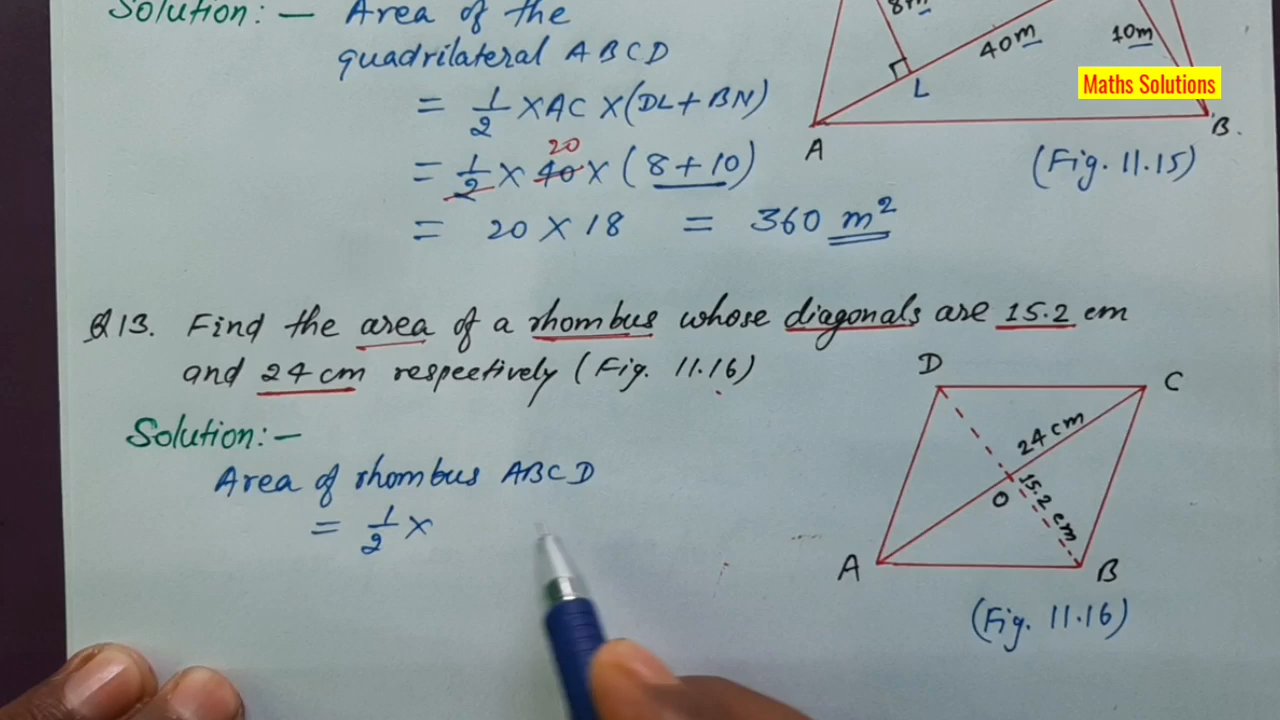 Solution:- Area of the
quadrilateral ABCD
= 1/2 × AC × (DL + BN)
20
= 1/2 × 40 × (8 + 10)
= 20 × 18 = 360 m²
8m
40m
10m
L
A
B.
(Fig. 11.15)
Maths Solutions
Q13. Find the area of a rhombus whose diagonals are 15.2 cm
and 24 cm respectively (Fig. 11.16)
Solution:-
Area of rhombus ABCD
= 1/2 ×
D
C
24 cm
O
15.2 cm
A
B
(Fig. 11.16)